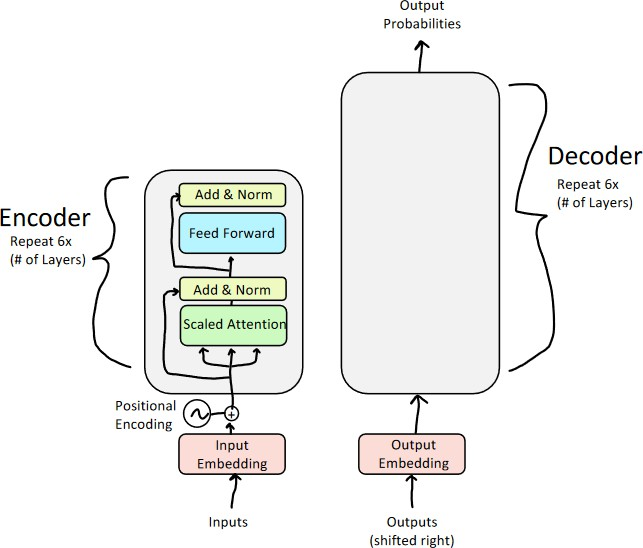 Output
Probabilities
Encoder
Repeat 6x
(# of Layers)
Add & Norm
Feed Forward
Add & Norm
Scaled Attention
Positional
Encoding
+
Input
Embedding
Inputs
Decoder
Repeat 6x
(# of Layers)
Output
Embedding
Outputs
(shifted right)